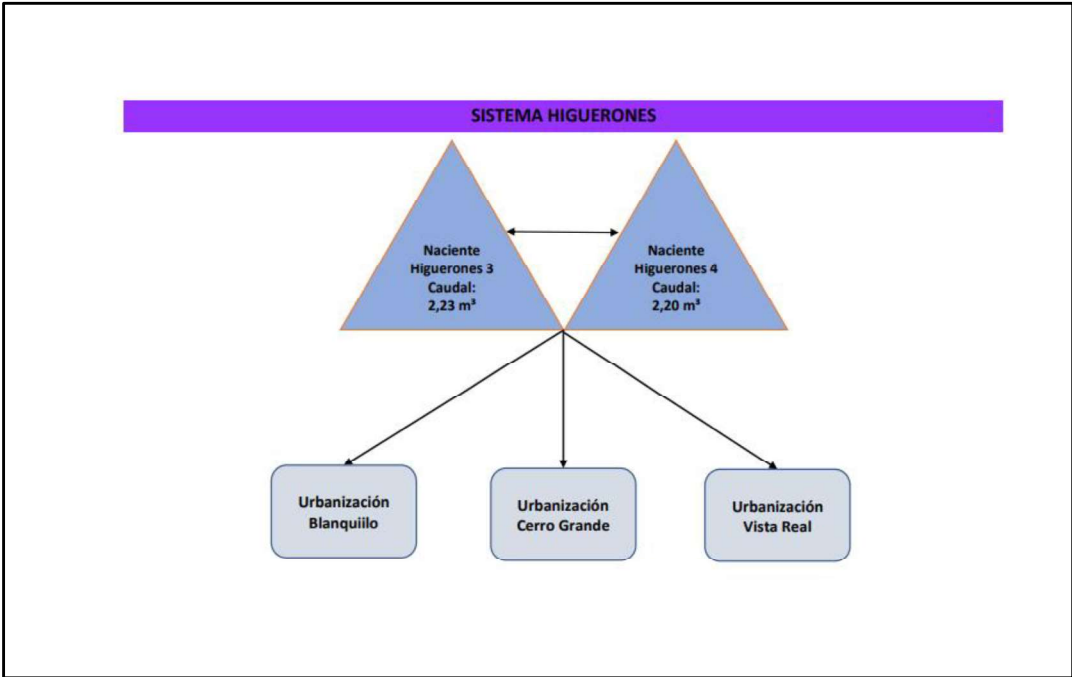 SISTEMA HIGUERONES
Naciente
Higuerones 3
Caudal:
2,23 m³
Naciente
Higuerones 4
Caudal:
2,20 m³
Urbanización
Blanquiilo
Urbanización
Cerro Grande
Urbanización
Vista Real